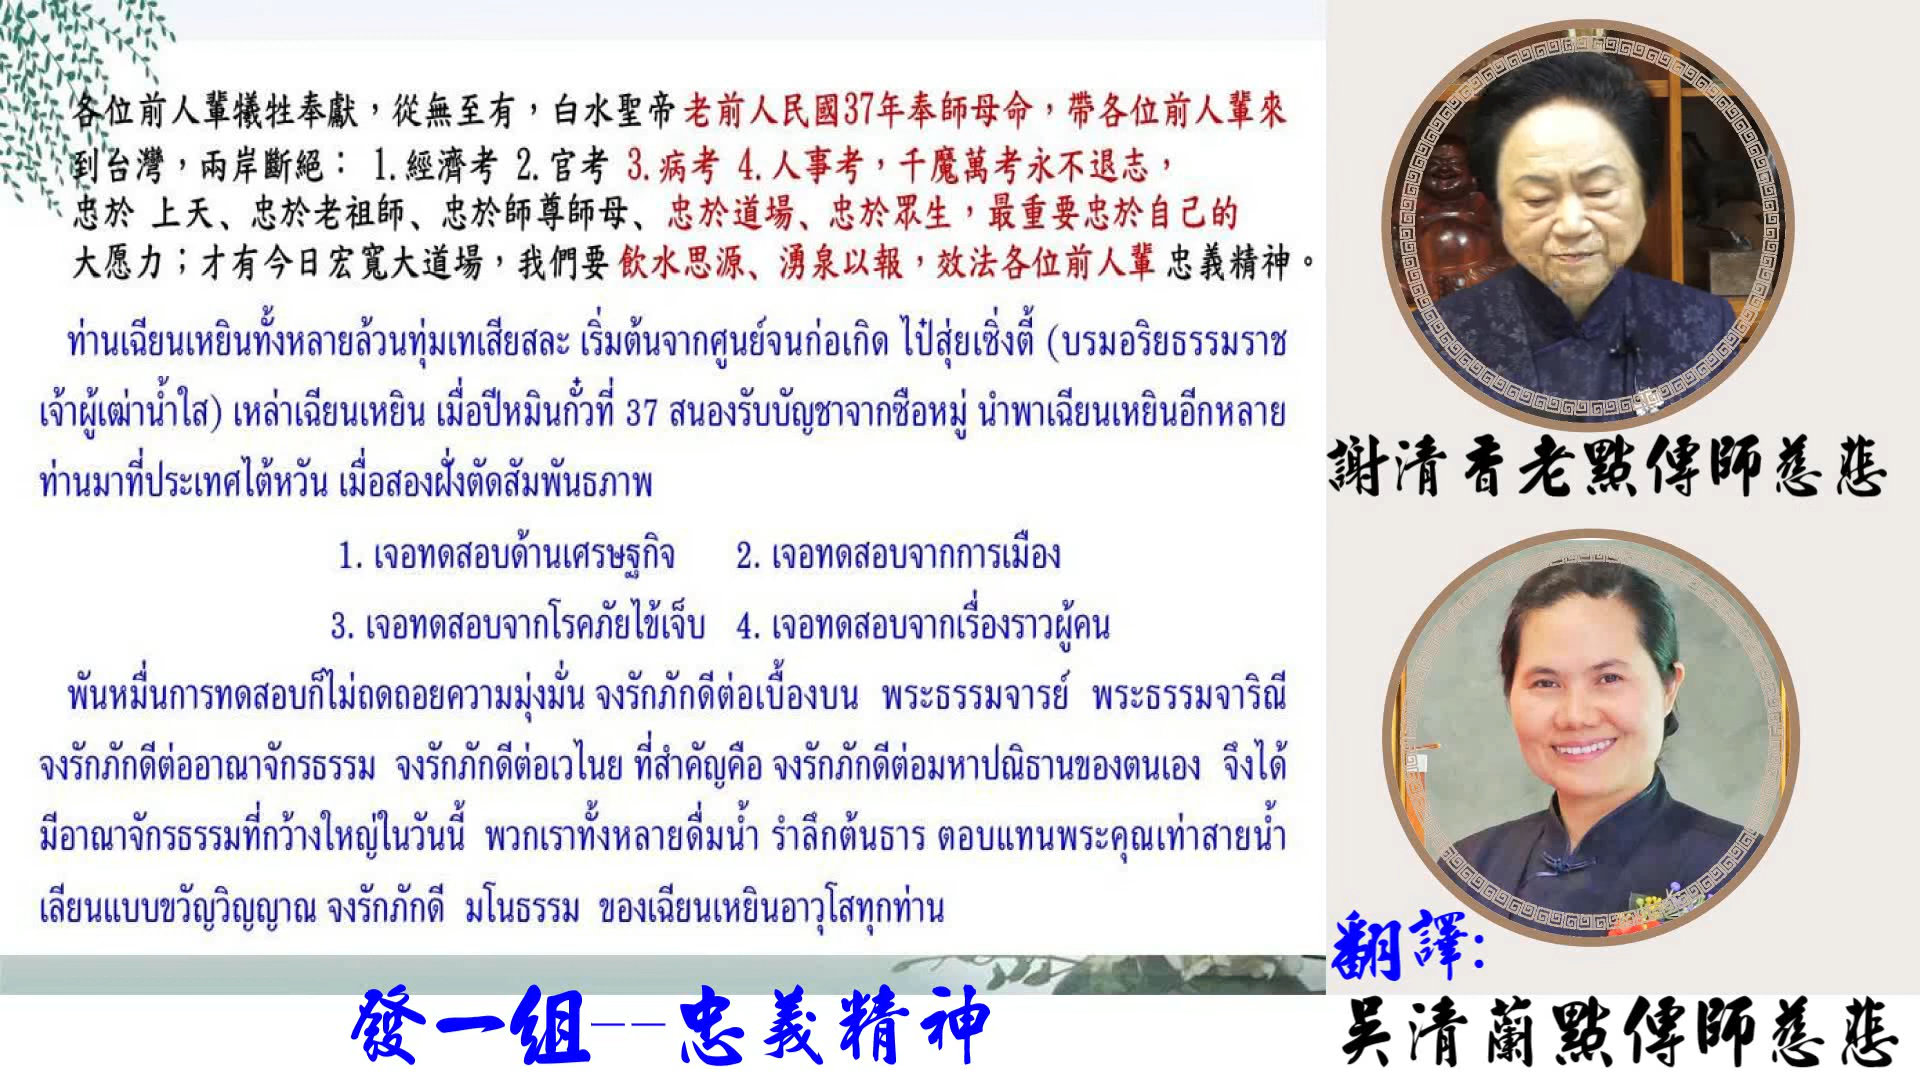 各位前人輩犧牲奉獻，從無至有，白水聖帝老前人民國37年奉師母命，帶各位前人輩來
到台灣，兩岸斷絕： 1.經濟考 2.官考 3.病考 4.人事考，千魔萬考永不退志，
忠於 上天、忠於老祖師、忠於師尊師母、忠於道場、忠於眾生，最重要忠於自己的
大愿力；才有今日宏寬大道場，我們要飲水思源、湧泉以報，效法各位前人輩 忠義精神。
ท่านเฉียนเหยินทั้งหลายล้วนทุ่มเทเสียสละ เริ่มต้นจากศูนย์จนก่อเกิด ไป๋สุ่ยเซิ่งตี้ (บรมอริยธรรมราช
เจ้าผู้เฒ่าน้ำใส) เหล่าเฉียนเหยิน เมื่อปีหมินกั๋วที่ 37 สนองรับบัญชาจากซือหมู่ นำพาเฉียนเหยินอีกหลาย
ท่านมาที่ประเทศไต้หวัน เมื่อสองฝั่งตัดสัมพันธภาพ
1. เจอทดสอบด้านเศรษฐกิจ 2. เจอทดสอบจากการเมือง
3. เจอทดสอบจากโรคภัยไข้เจ็บ 4. เจอทดสอบจากเรื่องราวผู้คน
พันหมื่นการทดสอบก็ไม่ถดถอยความมุ่งมั่น จงรักภักดีต่อเบื้องบน พระธรรมจารย์ พระธรรมจาริณี
จงรักภักดีต่ออาณาจักรธรรม จงรักภักดีต่อเวไนย ที่สำคัญคือ จงรักภักดีต่อมหาปณิธานของตนเอง จึงได้
มีอาณาจักรธรรมที่กว้างใหญ่ในวันนี้ พวกเราทั้งหลายดื่มน้ำ รำลึกต้นธาร ตอบแทนพระคุณเท่าสายน้ำ
เลียนแบบขวัญวิญญาณ จงรักภักดี มโนธรรม ของเฉียนเหยินอาวุโสทุกท่าน
發一組--忠義精神
謝清香老點傳師慈悲
翻譯:
吳清蘭點傳師慈悲